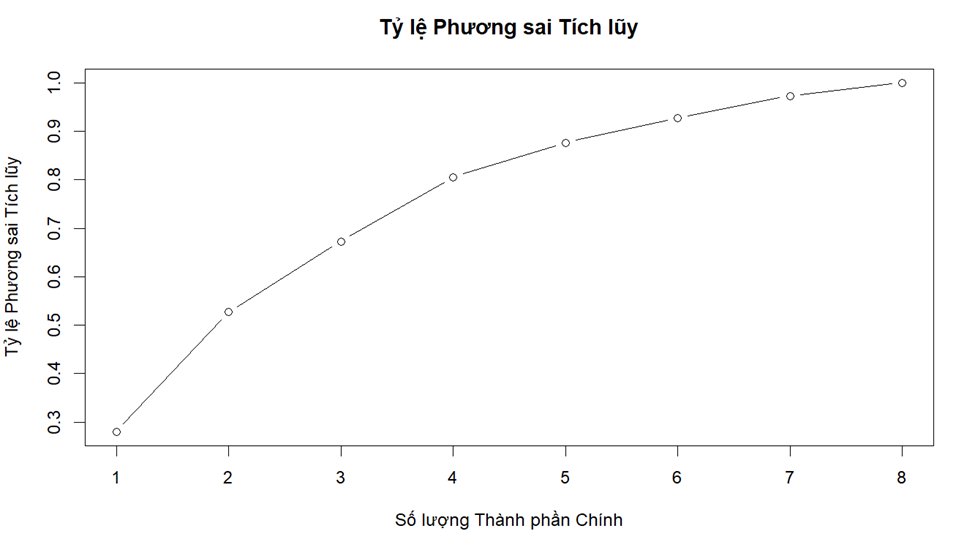 Tỷ lệ Phương sai Tích lũy
Tỷ lệ Phương sai Tích lũy
1.0
0.9
0.8
0.7
0.6
0.5
0.4
0.3
1 2 3 4 5 6 7 8
Số lượng Thành phần Chính